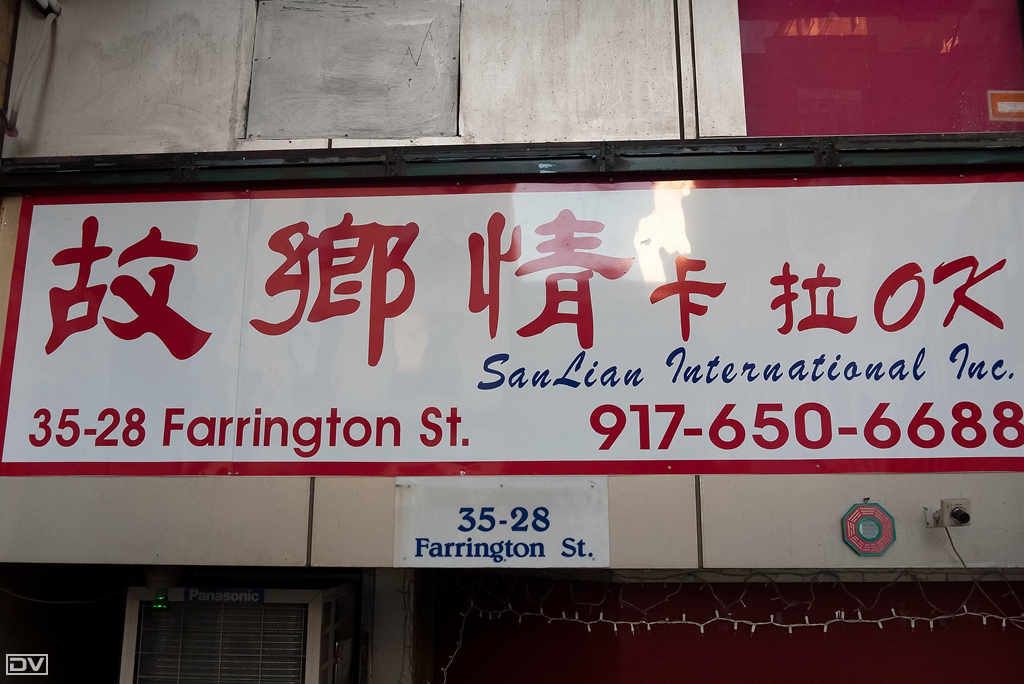 故鄉情卡拉OK
SanLian International Inc.
35-28 Farrington St. 917-650-6688
35-28
Farrington St.
Panasonic
DV